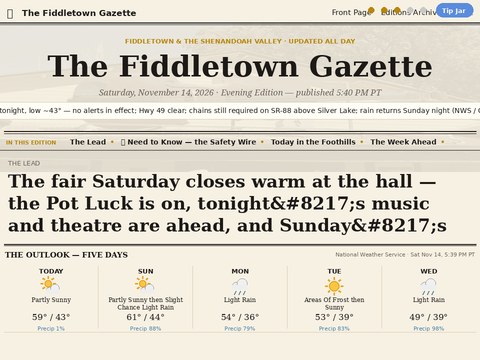 The Fiddletown Gazette
Front Page
Editions Archiv
Tip Jar
FIDDLETOWN & THE SHENANDOAH VALLEY · UPDATED ALL DAY
The Fiddletown Gazette
Saturday, November 14, 2026 · Evening Edition — published 5:40 PM PT
tonight, low ~43° — no alerts in effect; Hwy 49 clear; chains still required on SR-88 above Silver Lake; rain returns Sunday night (NWS /
IN THIS EDITION
The Lead •
Need to Know — the Safety Wire •
Today in the Foothills •
The Week Ahead •
THE LEAD
The fair Saturday closes warm at the hall —
the Pot Luck is on, tonight&#8217;s music
and theatre are ahead, and Sunday&#8217;s
THE OUTLOOK — FIVE DAYS
National Weather Service · Sat Nov 14, 5:39 PM PT
TODAY
Partly Sunny
59° / 43°
Precip 1%
SUN
Partly Sunny then Slight
Chance Light Rain
61° / 44°
Precip 88%
MON
Light Rain
54° / 36°
Precip 79%
TUE
Areas Of Frost then
Sunny
53° / 39°
Precip 83%
WED
Light Rain
49° / 39°
Precip 98%